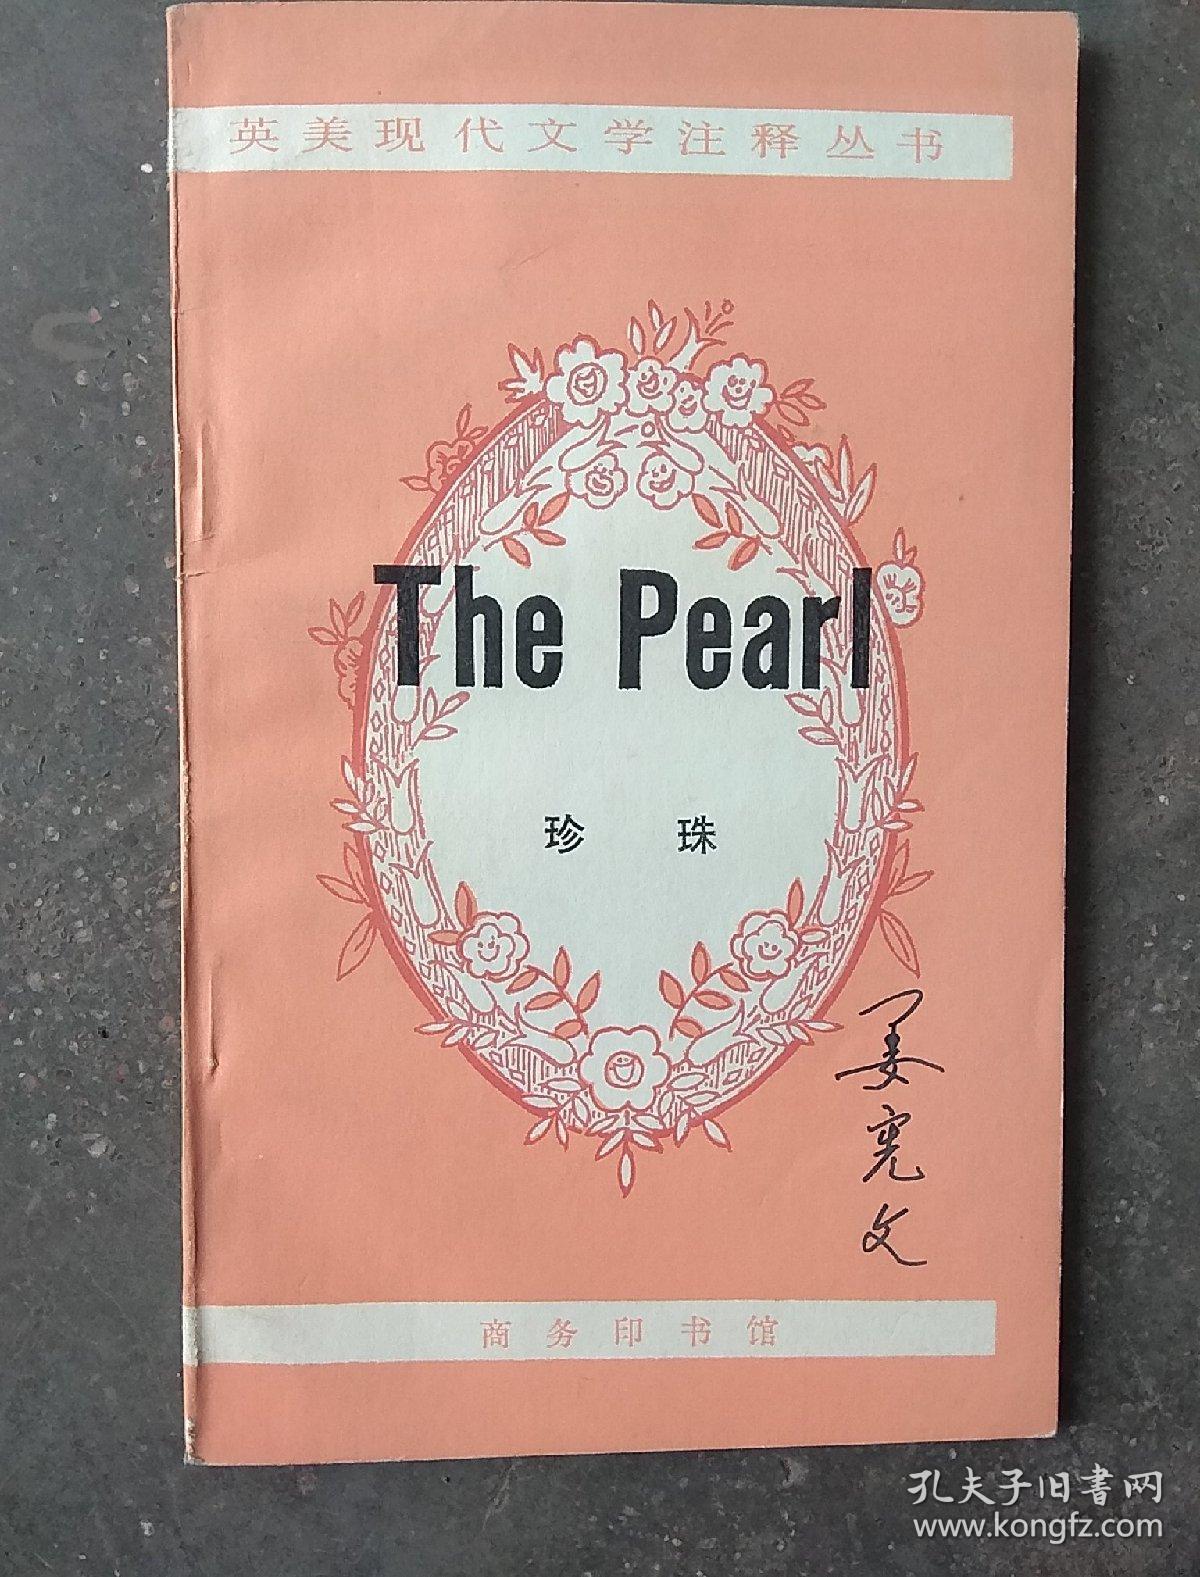 英美现代文学注释丛书
The Pearl
珍珠
姜宪文
商务印书馆
孔夫子旧书网
www.kongfz.com